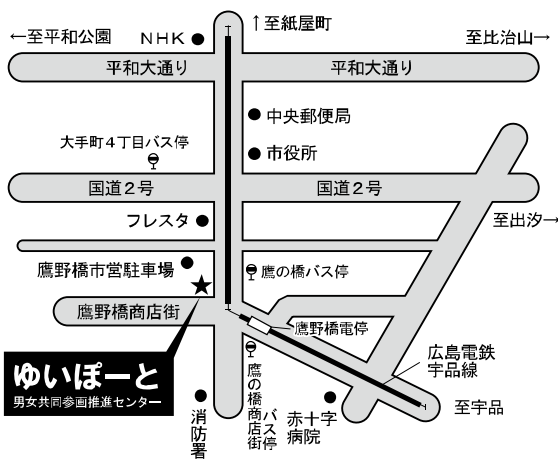 ↑至紙屋町
←至平和公園
NHK
至比治山→
平和大通り
平和大通り
中央郵便局
大手町4丁目バス停
市役所
国道2号
国道2号
フレスタ
至出汐→
鷹野橋市営駐車場
鷹の橋バス停
鷹野橋商店街
鷹野橋電停
広島電鉄
宇品線
ゆいぽーと
男女共同参画推進センター
至宇品
消防署
鷹の橋商店街
バス停
赤十字
病院